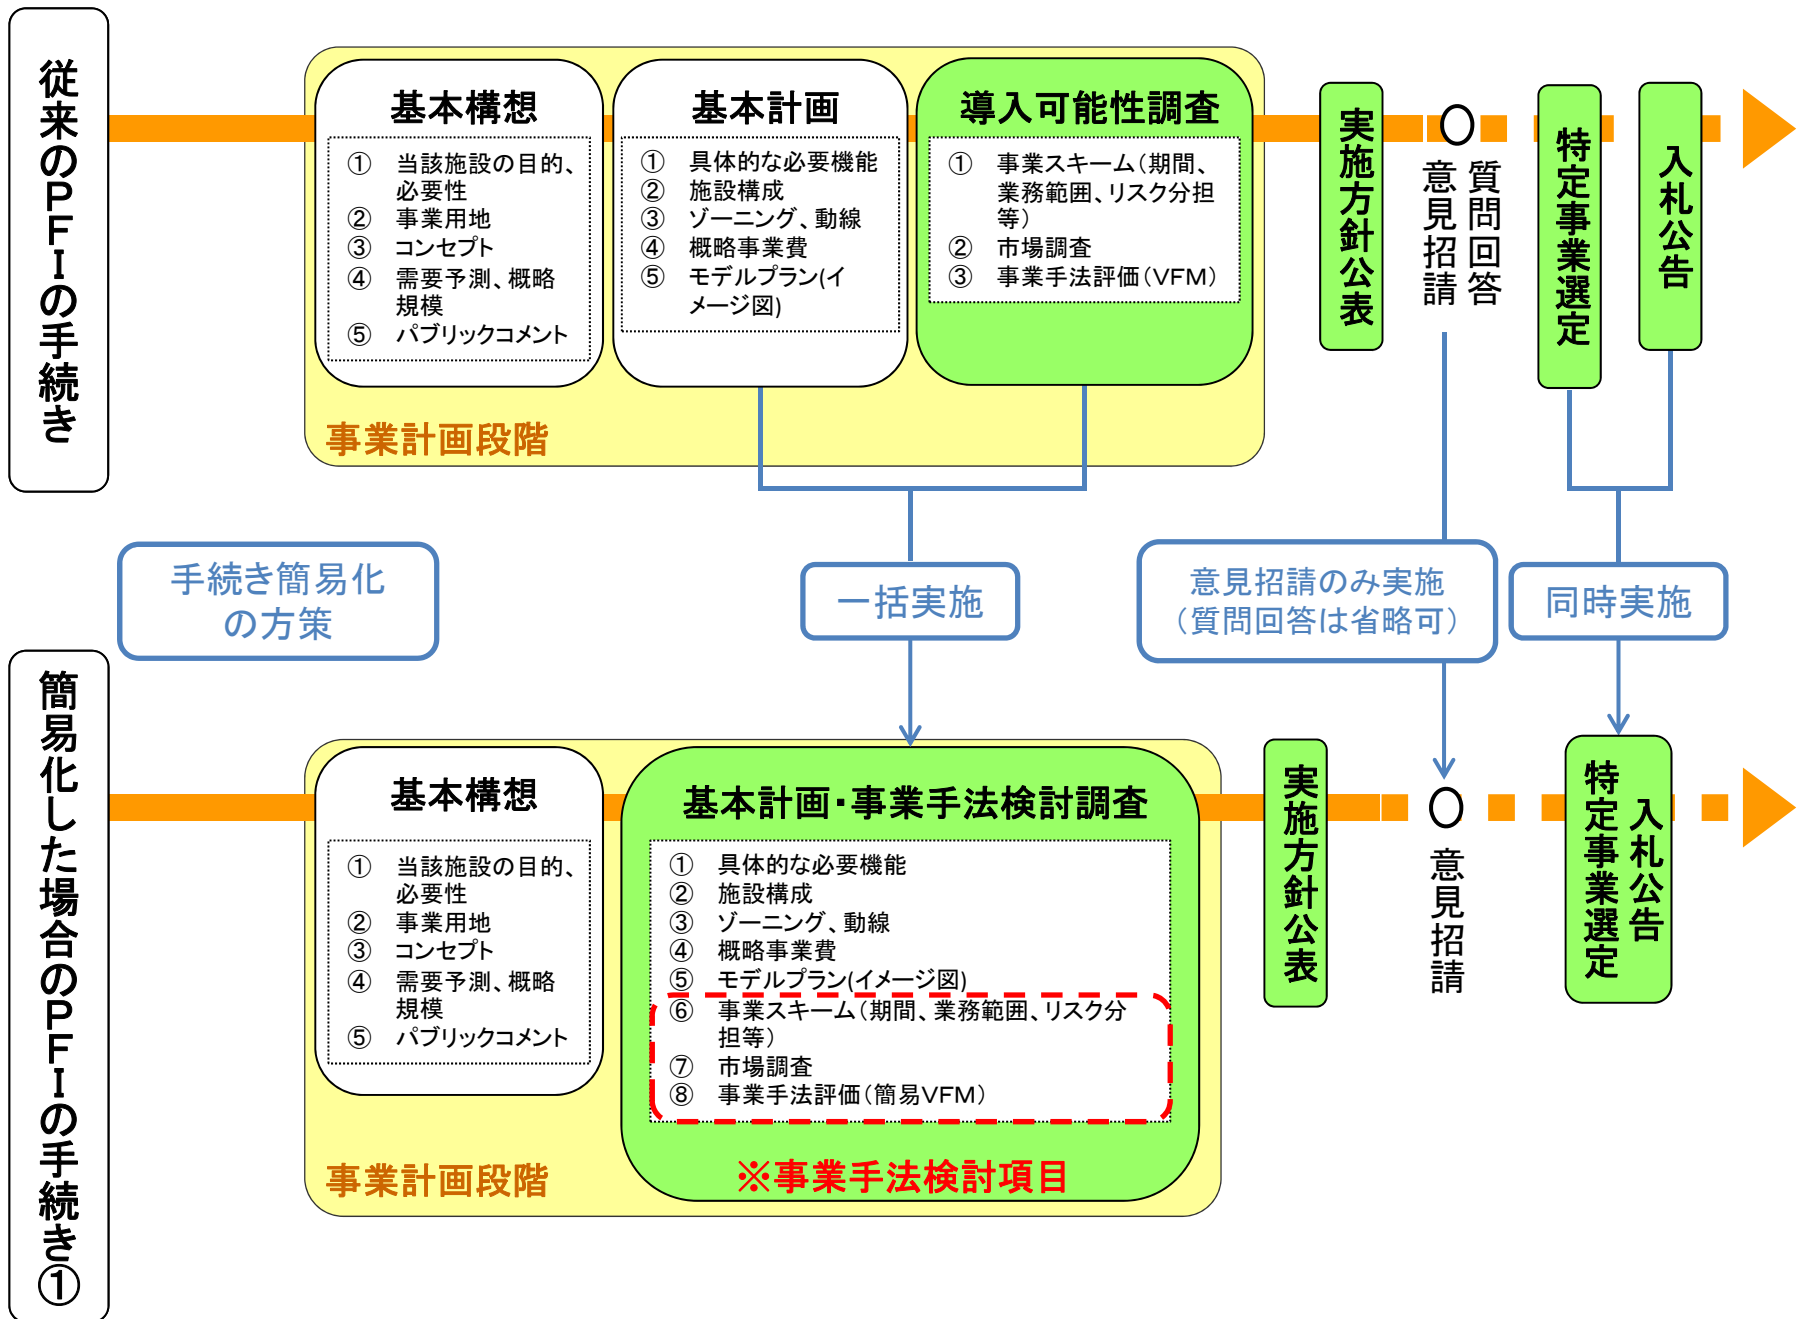 従来のPFIの手続き
基本構想
① 当該施設の目的、
必要性
② 事業用地
③ コンセプト
④ 需要予測、概略
規模
⑤ パブリックコメント
基本計画
① 具体的な必要機能
② 施設構成
③ ゾーニング、動線
④ 概略事業費
⑤ モデルプラン(イ
メージ図)
導入可能性調査
① 事業スキーム（期間、
業務範囲、リスク分担
等）
② 市場調査
③ 事業手法評価（VFM）
事業計画段階
実施方針公表
質問回答
意見招請
特定事業選定
入札公告
手続き簡易化
の方策
一括実施
意見招請のみ実施
（質問回答は省略可）
同時実施
簡易化した場合のPFIの手続き①
基本構想
① 当該施設の目的、
必要性
② 事業用地
③ コンセプト
④ 需要予測、概略
規模
⑤ パブリックコメント
基本計画・事業手法検討調査
① 具体的な必要機能
② 施設構成
③ ゾーニング、動線
④ 概略事業費
⑤ モデルプラン(イメージ図)
⑥ 事業スキーム（期間、業務範囲、リスク分
担等）
⑦ 市場調査
⑧ 事業手法評価（簡易VFM）
※事業手法検討項目
事業計画段階
実施方針公表
意見招請
入札公告
特定事業選定